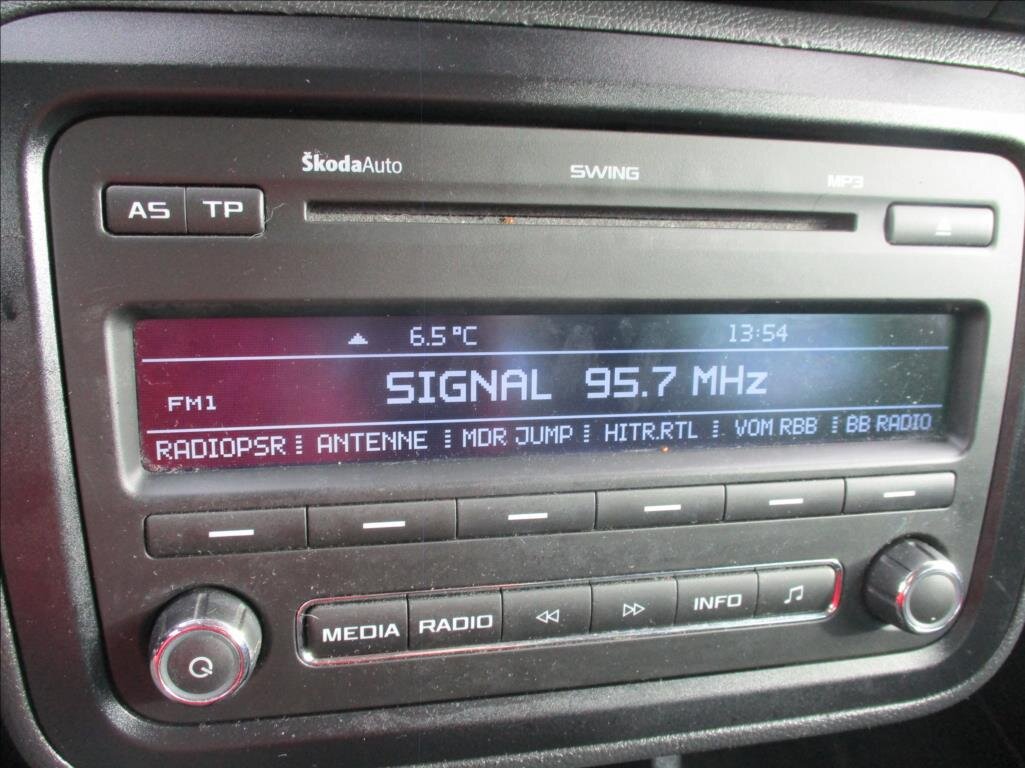 ŠkodaAuto SWING MP3
AS TP
6.5°C 13:54
SIGNAL 95.7 MHz
FM1
RADIOPSR ANTENNE MDR JUMP HITR.RTL VOM RBB BB RADIO
MEDIA RADIO INFO